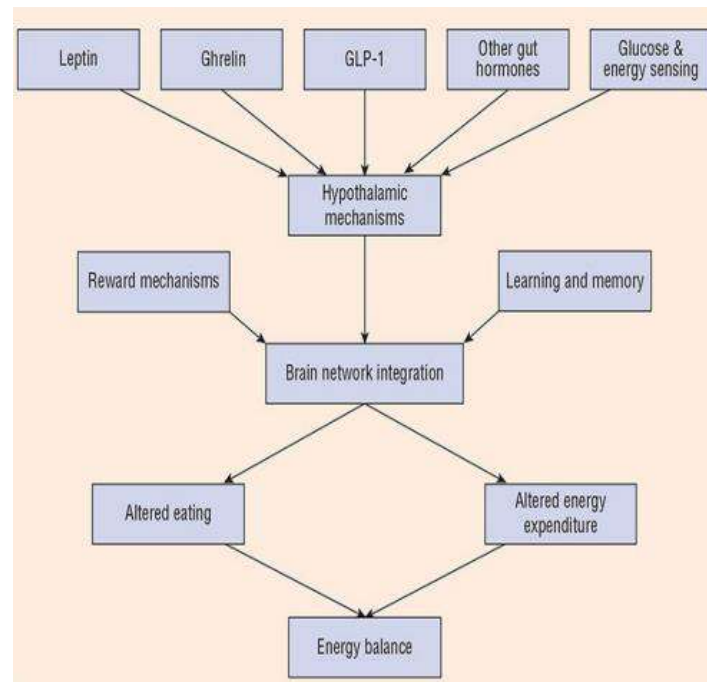 Leptin
Ghrelin
GLP-1
Other gut
hormones
Glucose &
energy sensing
Hypothalamic
mechanisms
Reward mechanisms
Learning and memory
Brain network integration
Altered eating
Altered energy
expenditure
Energy balance